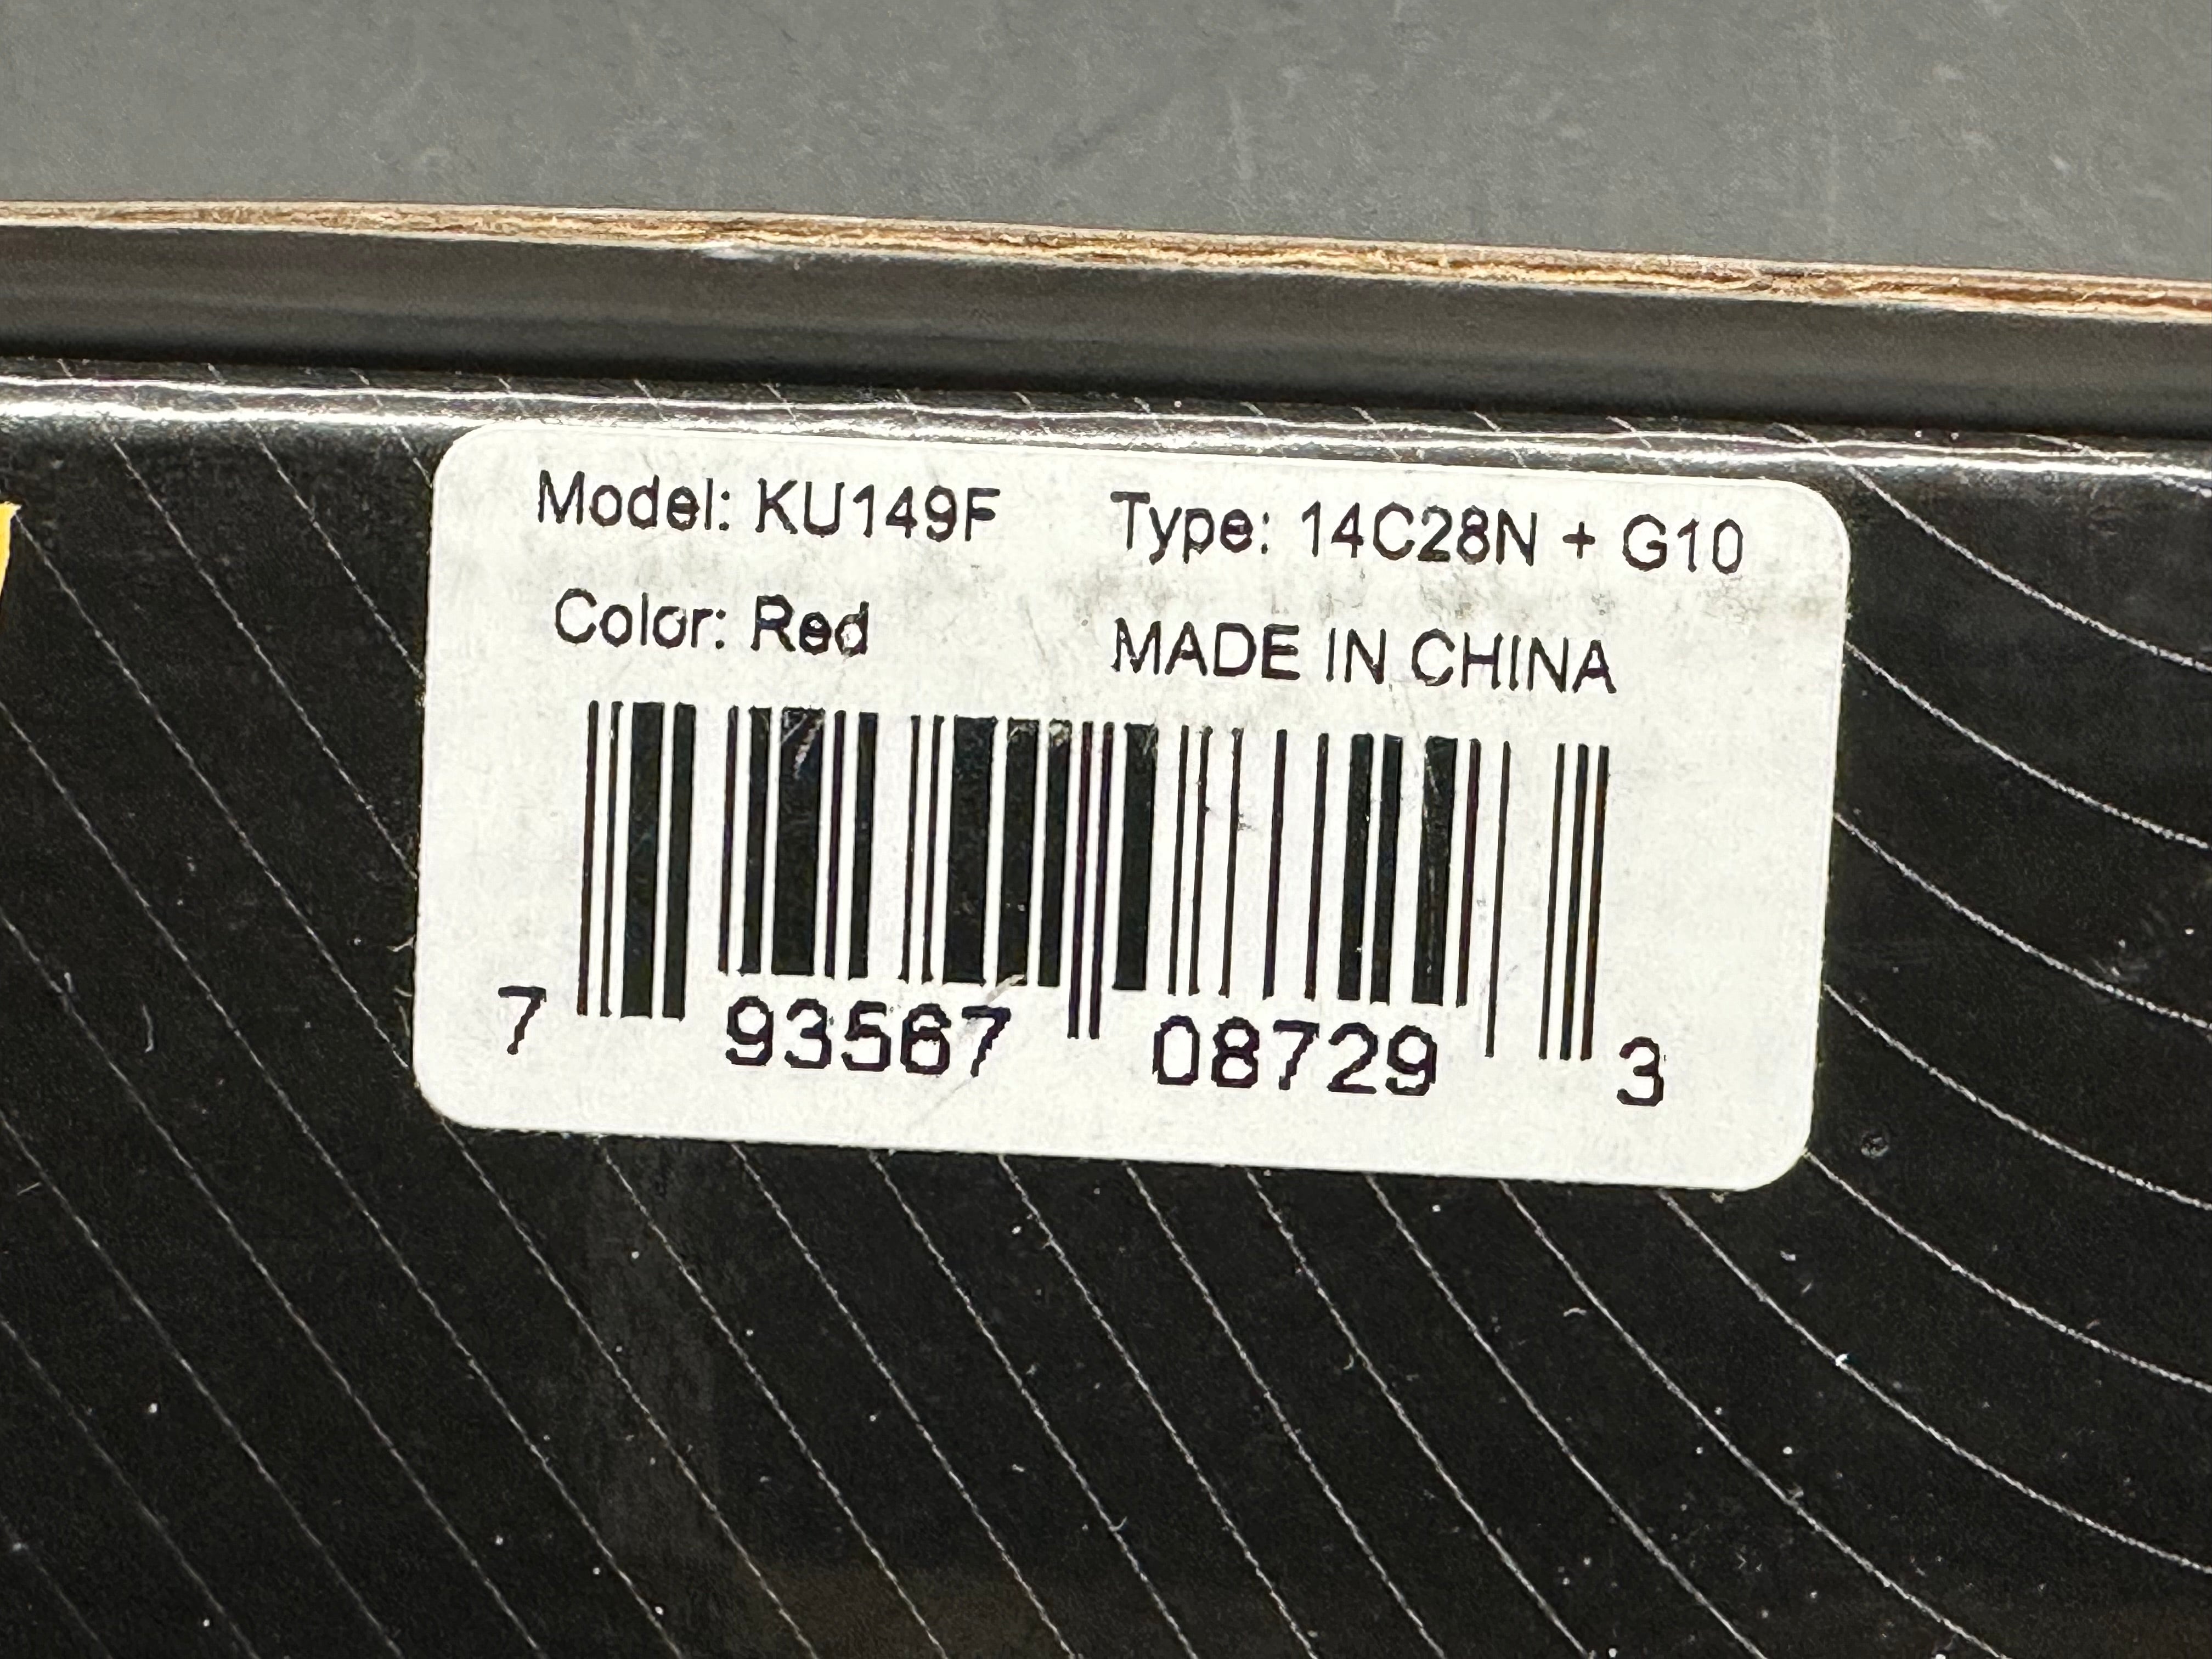 Model: KU149F Type: 14C28N + G10
Color: Red MADE IN CHINA
7 93567 08729 3